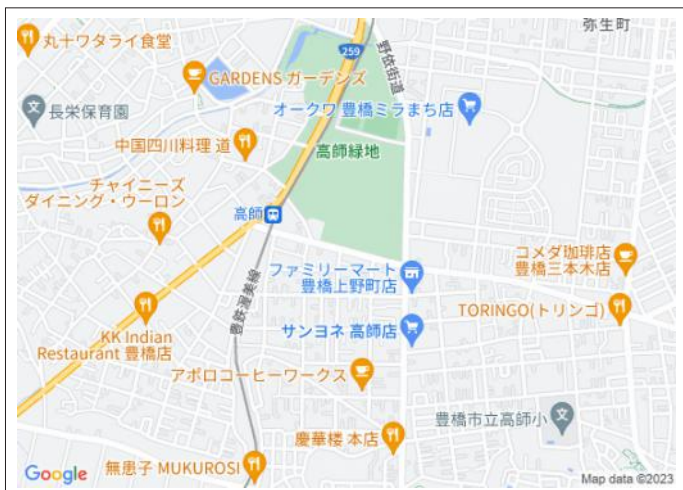 弥生町
丸十ワタライ食堂
259
野依街道
GARDENS ガーデンズ
長栄保育園
オークワ 豊橋ミラまち店
中国四川料理 道
高師緑地
チャイニーズ
ダイニング・ウーロン
高師
コメダ珈琲店
豊橋三本木店
ファミリーマート
豊橋上野町店
豊鉄渥美線
TORINGO(トリンゴ)
KK Indian
Restaurant 豊橋店
サンヨネ 高師店
アポロコーヒーワークス
豊橋市立高師小
慶華楼 本店
無患子 MUKUROSI
Google
Map data ©2023